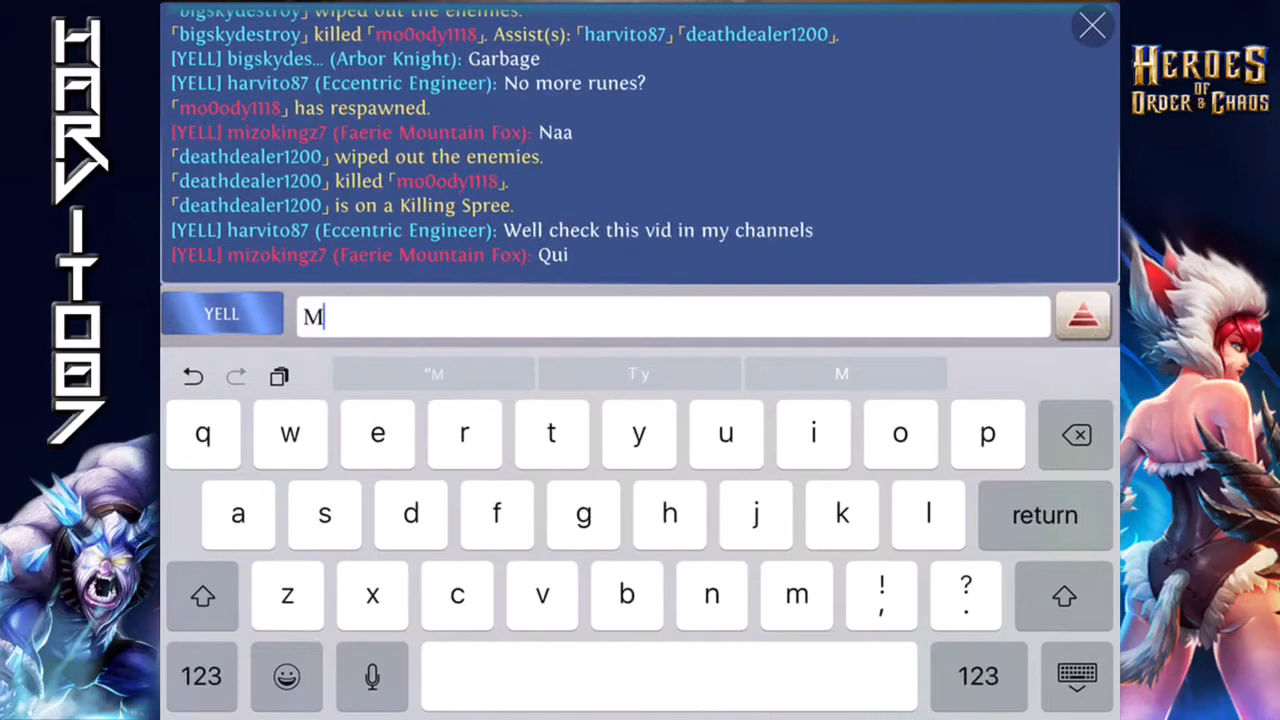 「bigskydestroy」 wiped out the enemies.
「bigskydestroy」 killed 「mo0ody1118」. Assist(s): 「harvito87」「deathdealer1200」.
[YELL] bigskydes... (Arbor Knight): Garbage
[YELL] harvito87 (Eccentric Engineer): No more runes?
「mo0ody1118」 has respawned.
[YELL] mizokingz7 (Faerie Mountain Fox): Naa
「deathdealer1200」 wiped out the enemies.
「deathdealer1200」 killed 「mo0ody1118」.
「deathdealer1200」 is on a Killing Spree.
[YELL] harvito87 (Eccentric Engineer): Well check this vid in my channels
[YELL] mizokingz7 (Faerie Mountain Fox): Qui
YELL M
"M Ty M
q w e r t y u i o p
a s d f g h j k l return
z x c v b n m ! , ? .
123 123
HARVITO87
HEROES
OF
ORDER & CHAOS